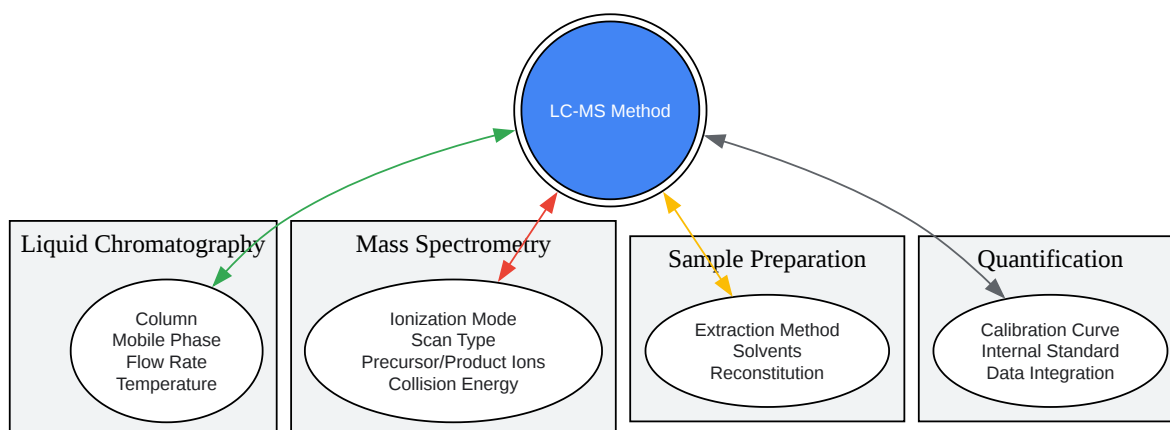 LC-MS Method
Liquid Chromatography
Column
Mobile Phase
Flow Rate
Temperature
Mass Spectrometry
Ionization Mode
Scan Type
Precursor/Product Ions
Collision Energy
Sample Preparation
Extraction Method
Solvents
Reconstitution
Quantification
Calibration Curve
Internal Standard
Data Integration